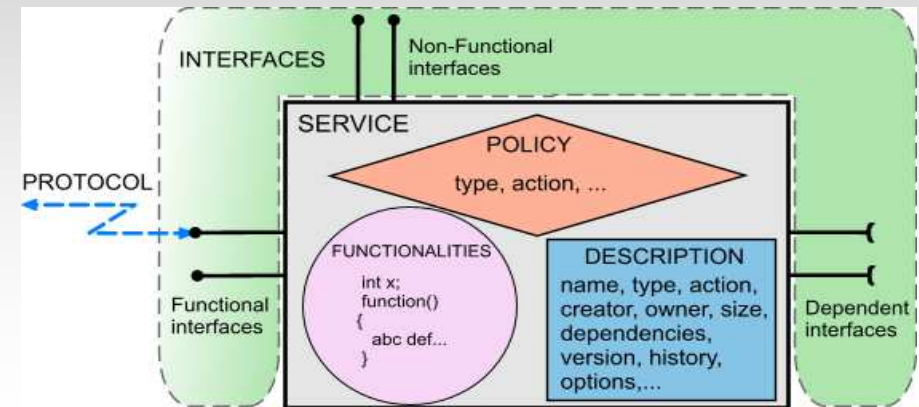 INTERFACES
Non-Functional
interfaces
SERVICE
POLICY
type, action, ...
PROTOCOL
FUNCTIONALITIES
int x;
function()
{
abc def...
}
DESCRIPTION
name, type, action,
creator, owner, size,
dependencies,
version, history,
options,...
Functional
interfaces
Dependent
interfaces